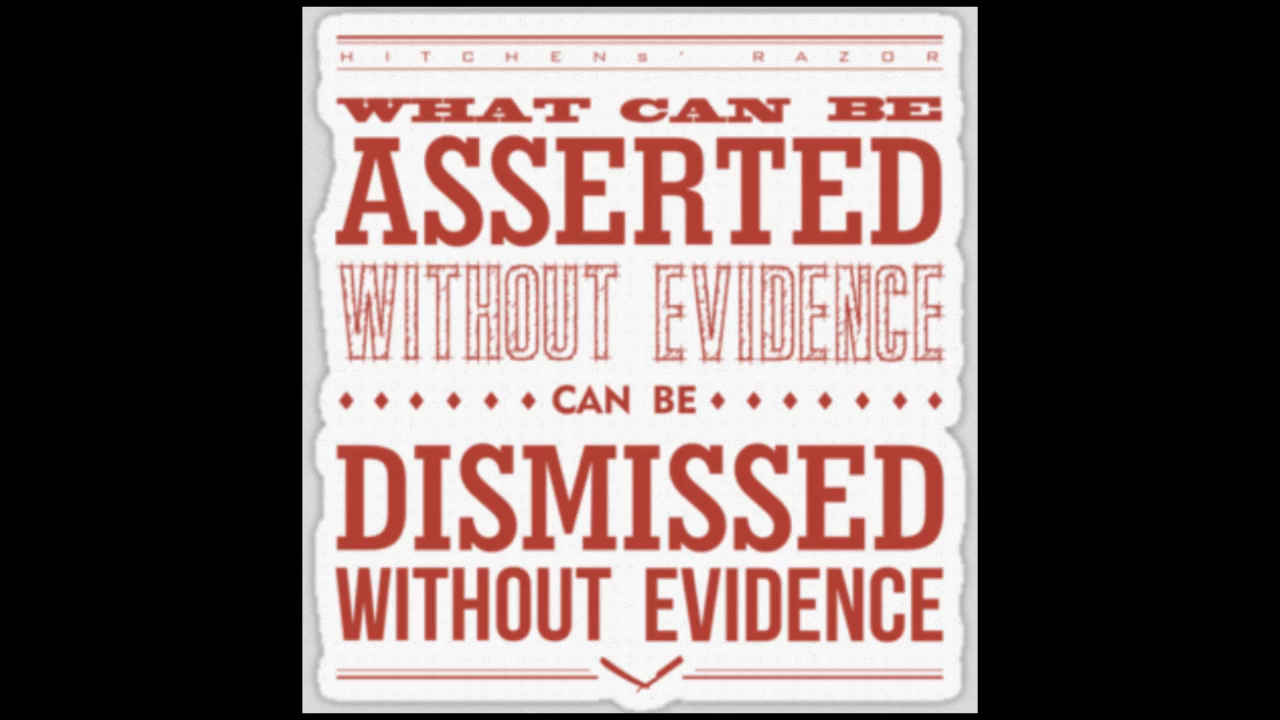 HITCHENs' RAZOR
WHAT CAN BE
ASSERTED
WITHOUT EVIDENCE
CAN BE
DISMISSED
WITHOUT EVIDENCE